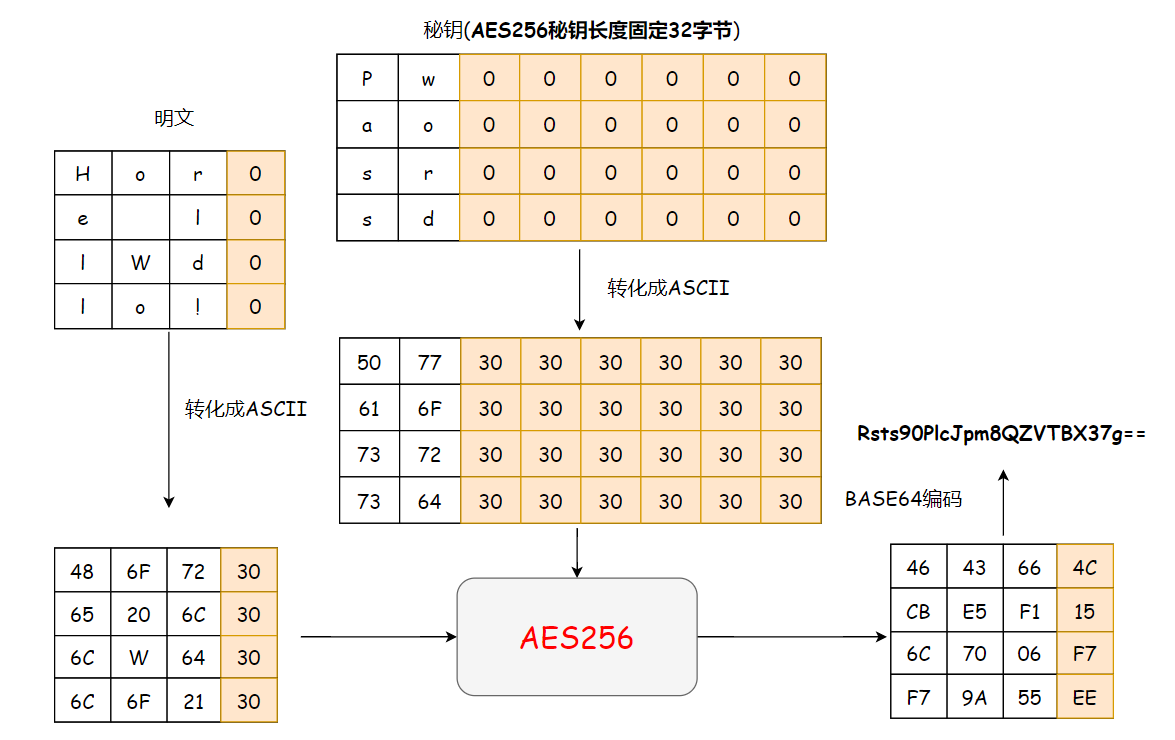 秘钥(AES256秘钥长度固定32字节)
P w 0 0 0 0 0 0
a o 0 0 0 0 0 0
s r 0 0 0 0 0 0
s d 0 0 0 0 0 0
明文
H o r 0
e l 0
l W d 0
l o ! 0
转化成ASCII
50 77 30 30 30 30 30 30
61 6F 30 30 30 30 30 30
73 72 30 30 30 30 30 30
73 64 30 30 30 30 30 30
转化成ASCII
48 6F 72 30
65 20 6C 30
6C W 64 30
6C 6F 21 30
AES256
46 43 66 4C
CB E5 F1 15
6C 70 06 F7
F7 9A 55 EE
BASE64编码
Rsts90PlcJpm8QZVTBX37g==